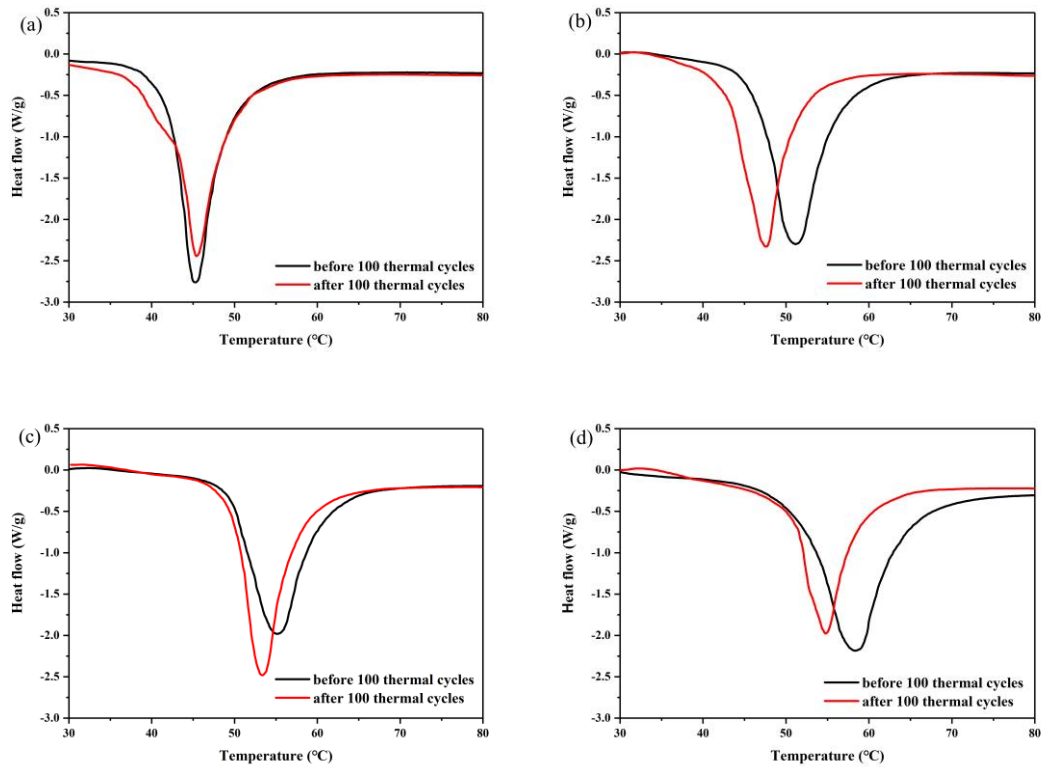 (a)
0.5
0.0
-0.5
-1.0
-1.5
-2.0
-2.5
-3.0
Heat flow (W/g)
before 100 thermal cycles
after 100 thermal cycles
30 40 50 60 70 80
Temperature (°C)
(b)
0.5
0.0
-0.5
-1.0
-1.5
-2.0
-2.5
-3.0
Heat flow (W/g)
before 100 thermal cycles
after 100 thermal cycles
30 40 50 60 70 80
Temperature (°C)
(c)
0.5
0.0
-0.5
-1.0
-1.5
-2.0
-2.5
-3.0
Heat flow (W/g)
before 100 thermal cycles
after 100 thermal cycles
30 40 50 60 70 80
Temperature (°C)
(d)
0.5
0.0
-0.5
-1.0
-1.5
-2.0
-2.5
-3.0
Heat flow (W/g)
before 100 thermal cycles
after 100 thermal cycles
30 40 50 60 70 80
Temperature (°C)